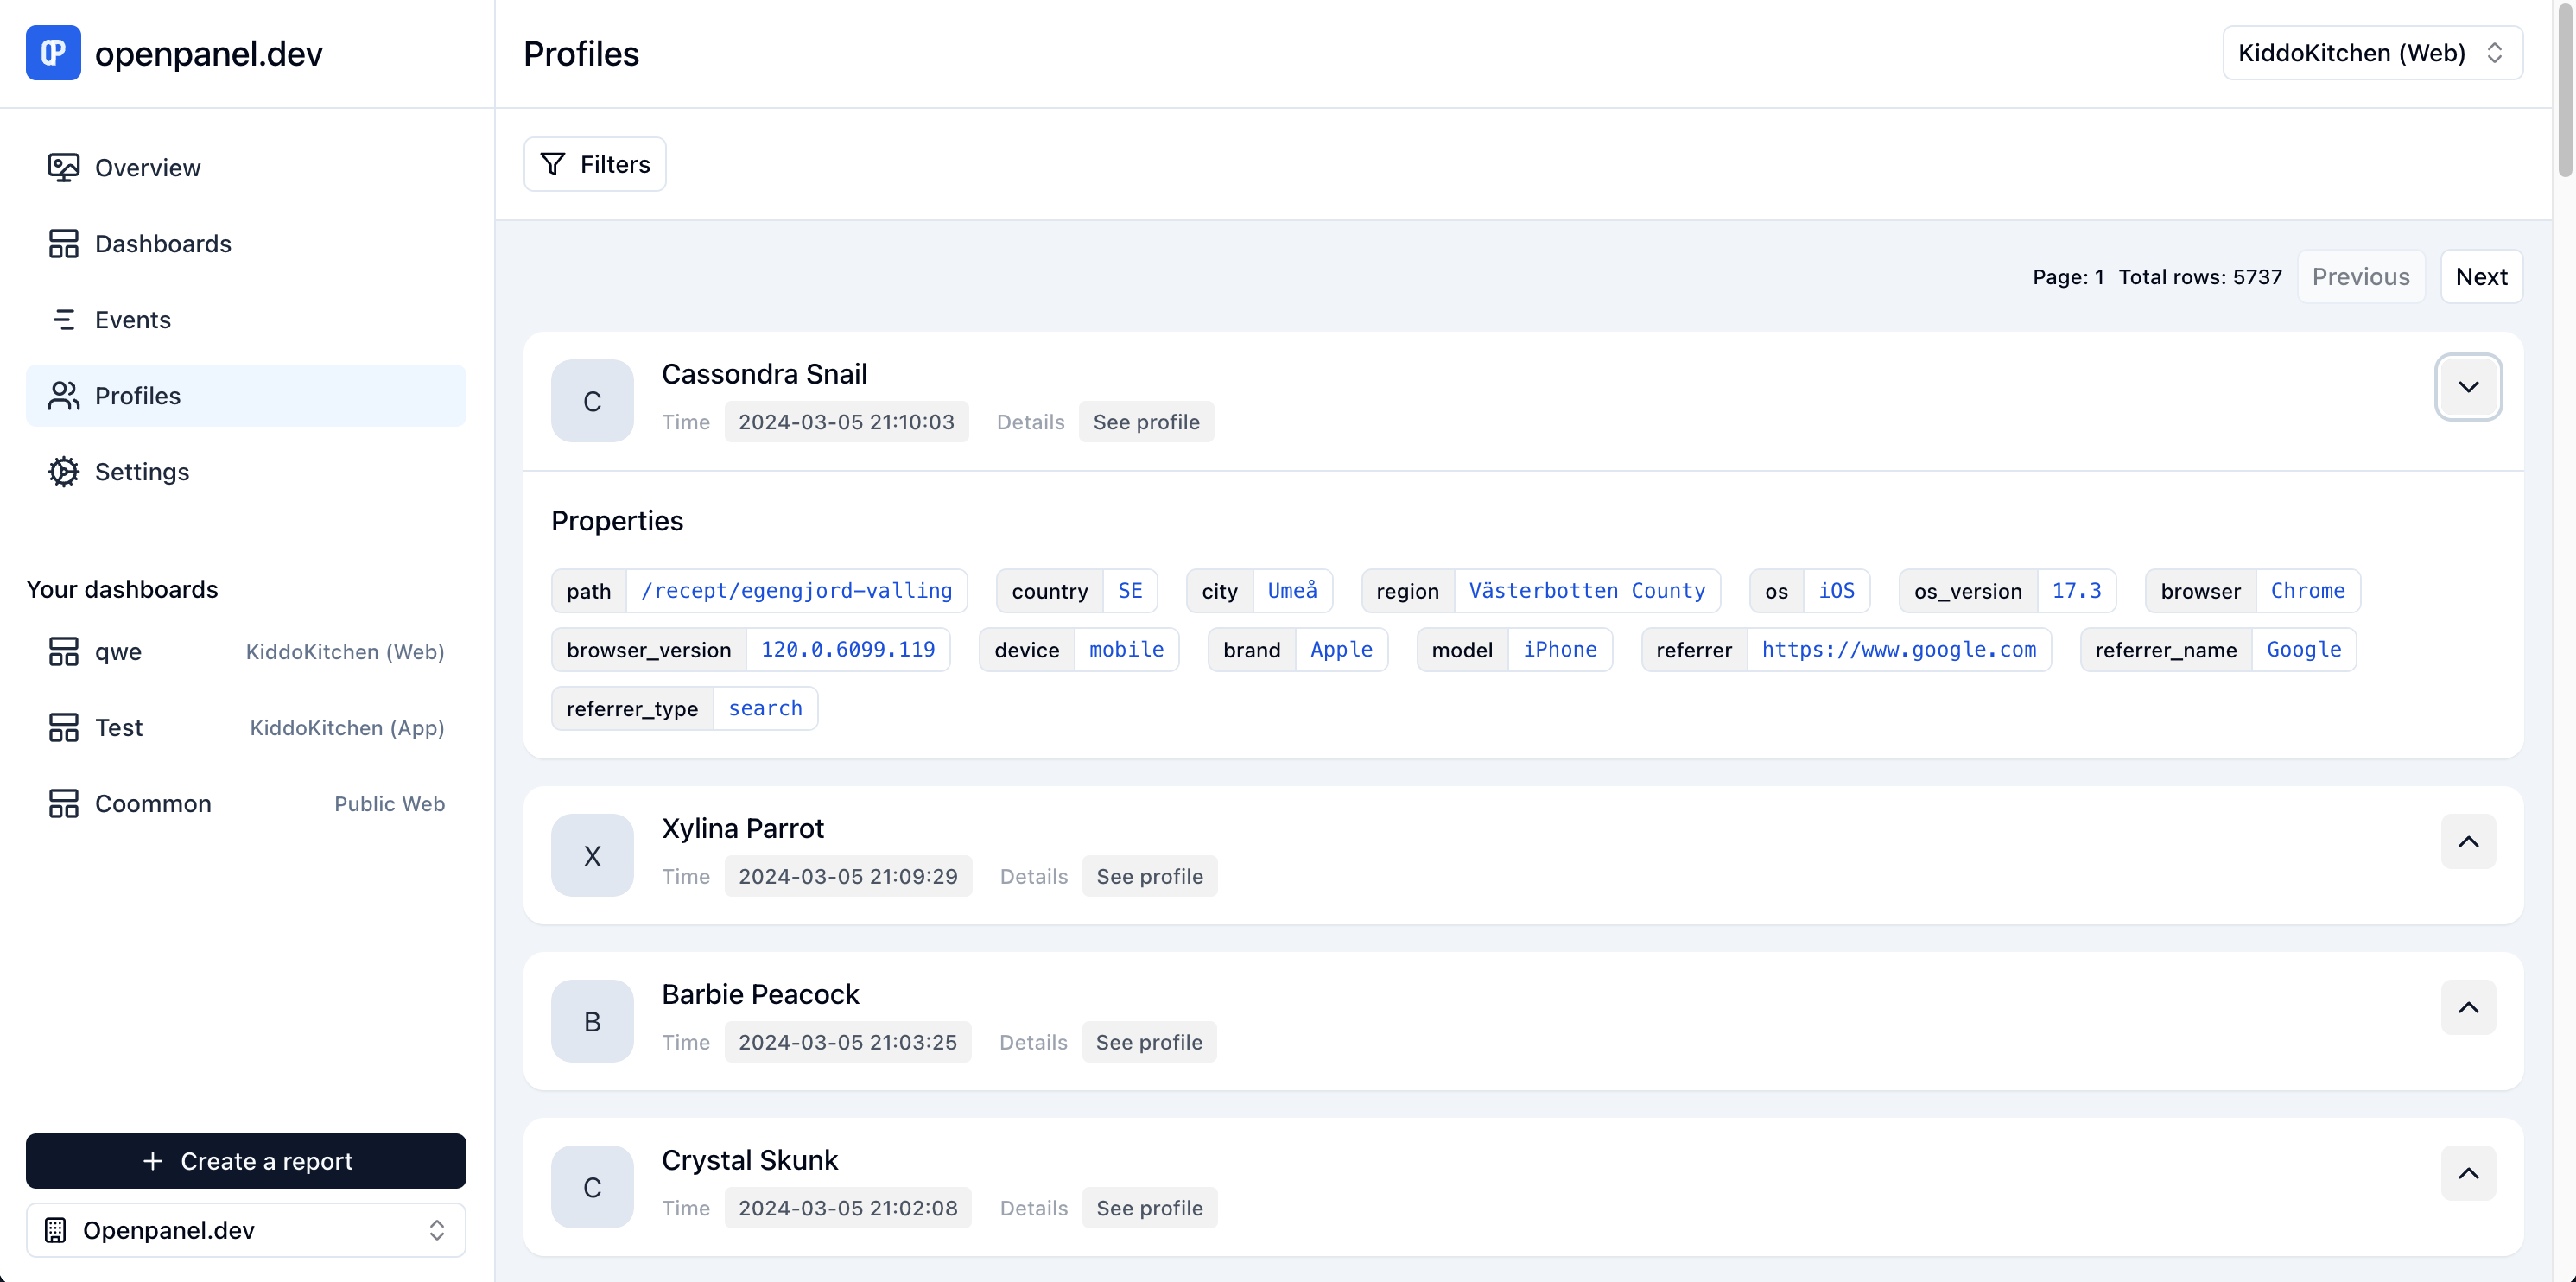 openpanel.dev
Overview
Dashboards
Events
Profiles
Settings
Your dashboards
qwe KiddoKitchen (Web)
Test KiddoKitchen (App)
Coommon Public Web
+ Create a report
Openpanel.dev
Profiles
KiddoKitchen (Web)
Filters
Page: 1 Total rows: 5737 Previous Next
C
Cassondra Snail
Time 2024-03-05 21:10:03 Details See profile
Properties
path /recept/egengjord-valling country SE city Umeå region Västerbotten County os iOS os_version 17.3 browser Chrome
browser_version 120.0.6099.119 device mobile brand Apple model iPhone referrer https://www.google.com referrer_name Google
referrer_type search
X
Xylina Parrot
Time 2024-03-05 21:09:29 Details See profile
B
Barbie Peacock
Time 2024-03-05 21:03:25 Details See profile
C
Crystal Skunk
Time 2024-03-05 21:02:08 Details See profile